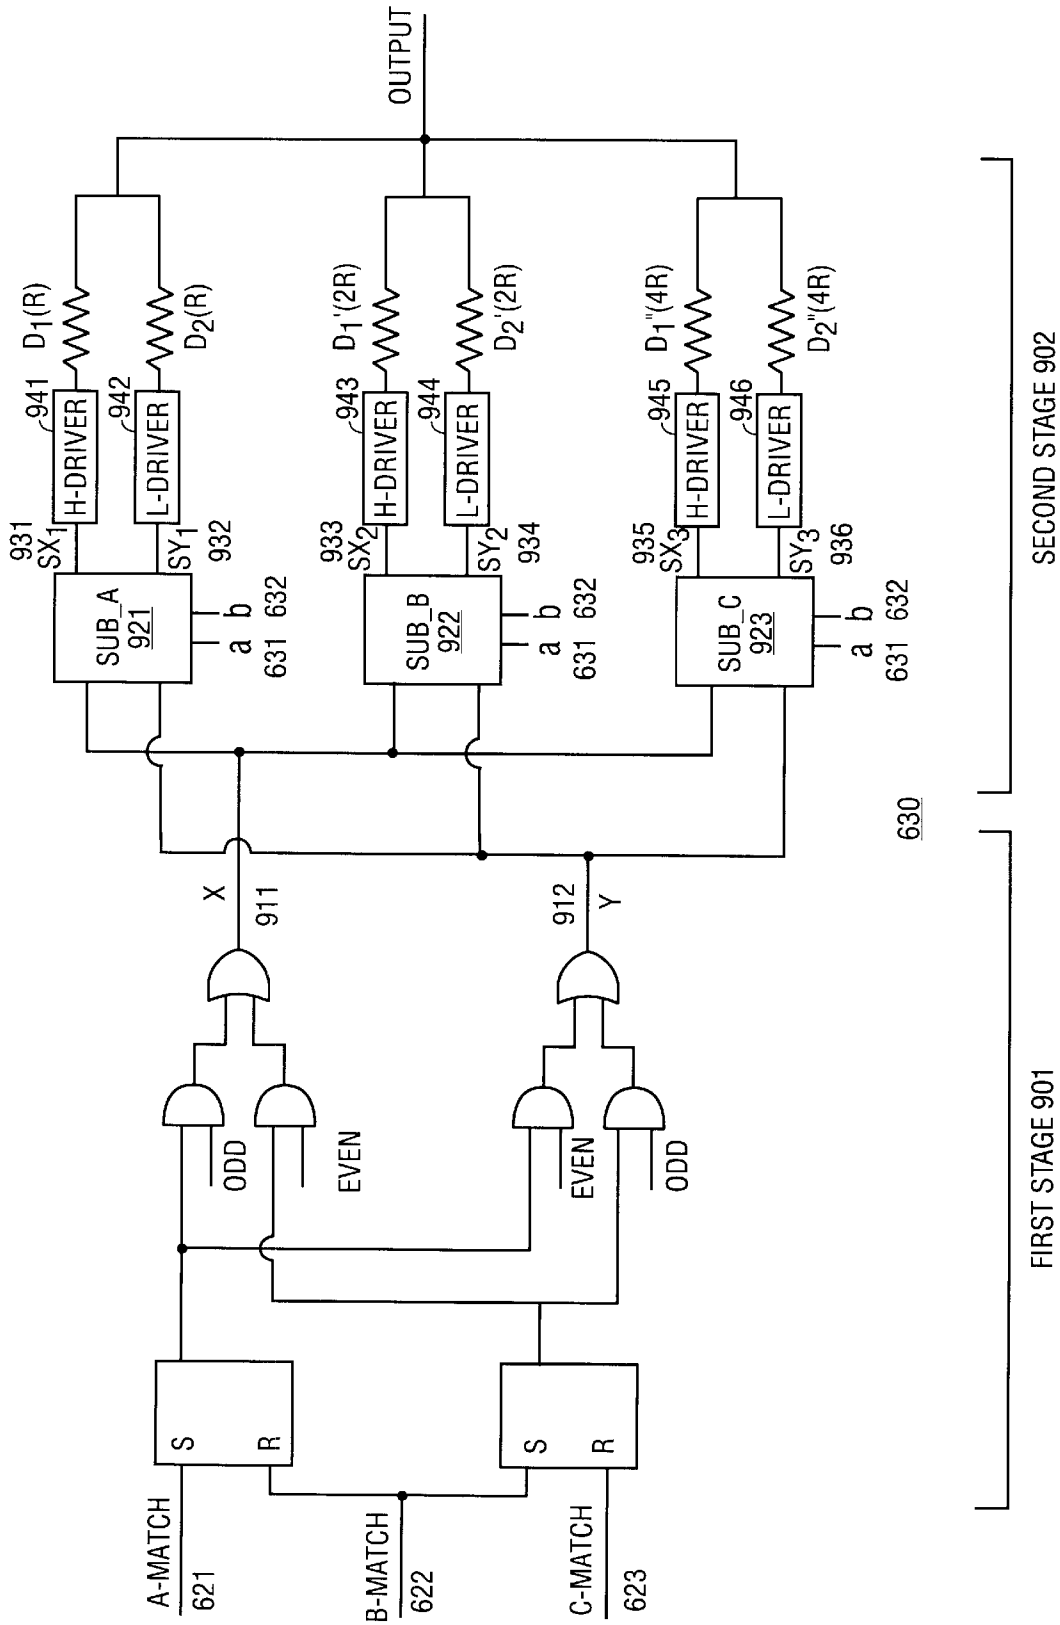 A-MATCH
621
B-MATCH
622
C-MATCH
623
S
R
S
R
ODD
EVEN
EVEN
ODD
X
911
912
Y
SUB_A
921
a
631
b
632
931
SX1
SY1
932
941
H-DRIVER
942
L-DRIVER
D1(R)
D2(R)
SUB_B
922
a
631
b
632
933
SX2
SY2
934
943
H-DRIVER
944
L-DRIVER
D1'(2R)
D2'(2R)
SUB_C
923
a
631
b
632
935
SX3
SY3
936
945
H-DRIVER
946
L-DRIVER
D1"(4R)
D2"(4R)
OUTPUT
630
FIRST STAGE 901
SECOND STAGE 902